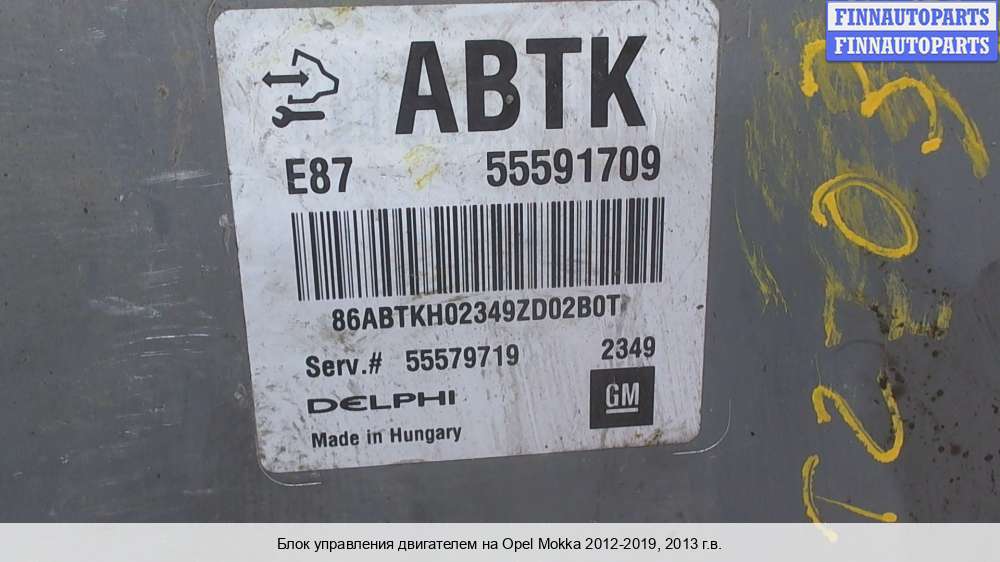 FINNAUTOPARTS
FINNAUTOPARTS
ABTK
E87 55591709
86ABTKH02349ZD02B0T
Serv.# 55579719 2349
DELPHI GM
Made in Hungary
Блок управления двигателем на Opel Mokka 2012-2019, 2013 г.в.